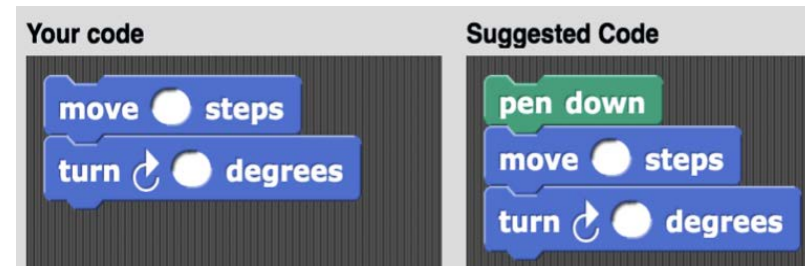 Your code
move steps
turn degrees
Suggested Code
pen down
move steps
turn degrees